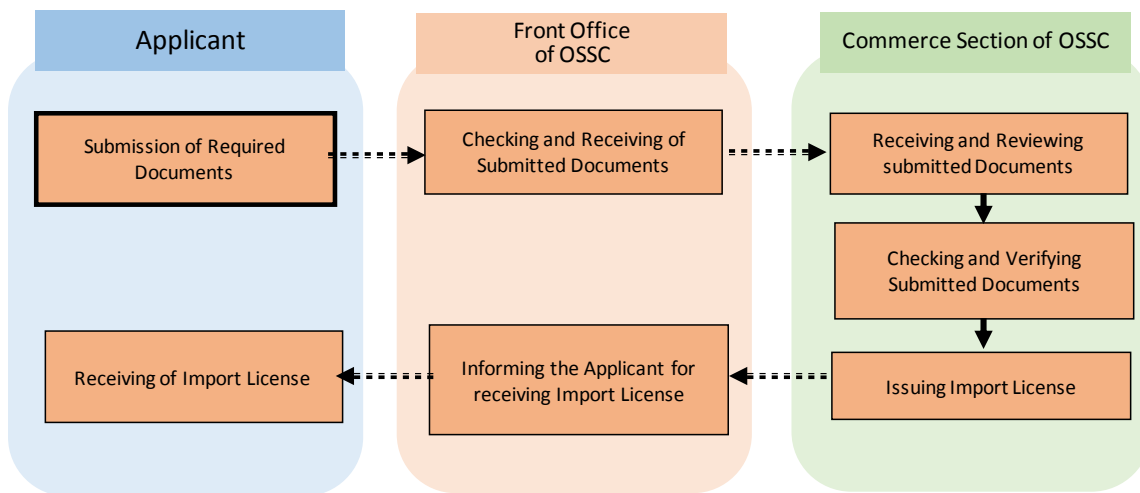 Applicant
Front Office
of OSSC
Commerce Section of OSSC
Submission of Required
Documents
Checking and Receiving of
Submitted Documents
Receiving and Reviewing
submitted Documents
Checking and Verifying
Submitted Documents
Receiving of Import License
Informing the Applicant for
receiving Import License
Issuing Import License